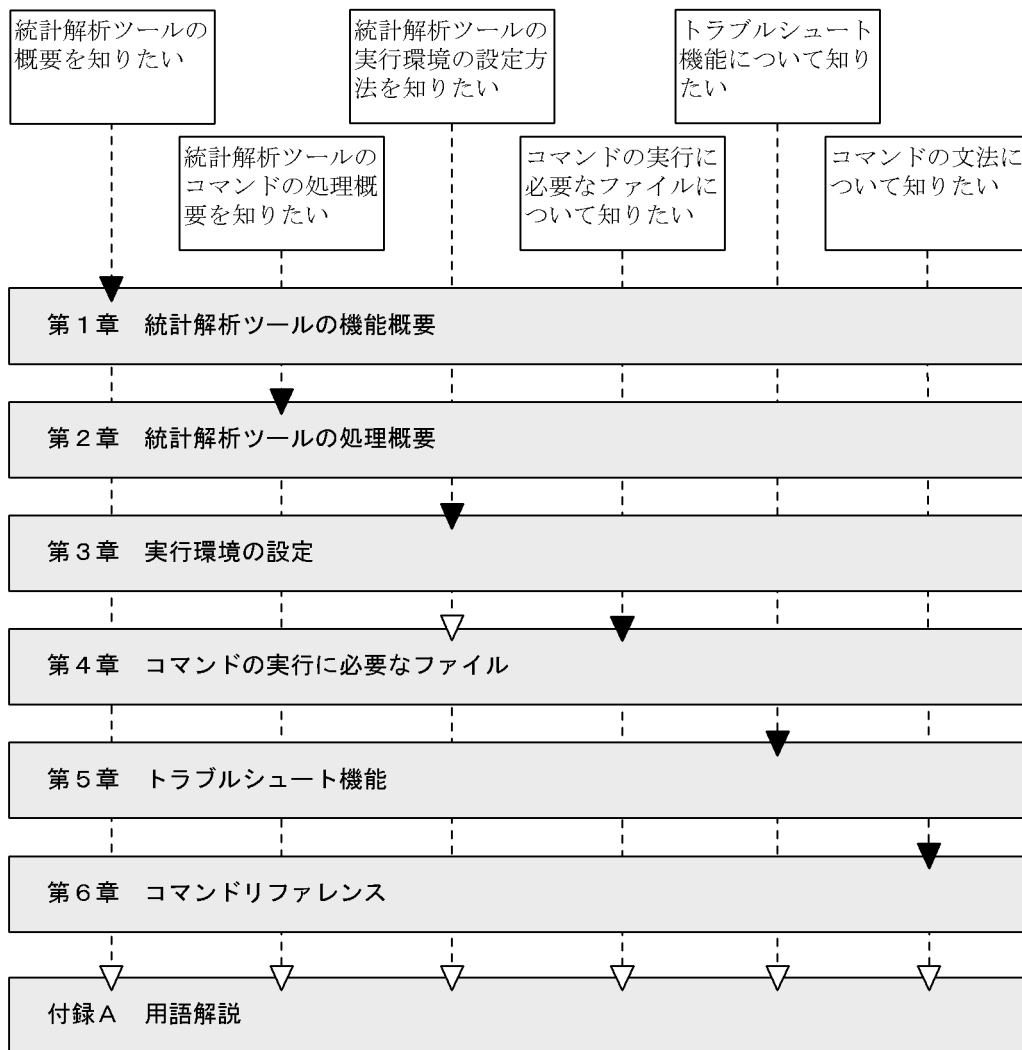 統計解析ツールの
概要を知りたい
統計解析ツールの
実行環境の設定方
法を知りたい
トラブルシュート
機能について知り
たい
統計解析ツールの
コマンドの処理概
要を知りたい
コマンドの実行に
必要なファイルに
ついて知りたい
コマンドの文法に
ついて知りたい
第１章　統計解析ツールの機能概要
第２章　統計解析ツールの処理概要
第３章　実行環境の設定
第４章　コマンドの実行に必要なファイル
第５章　トラブルシュート機能
第６章　コマンドリファレンス
付録Ａ　用語解説